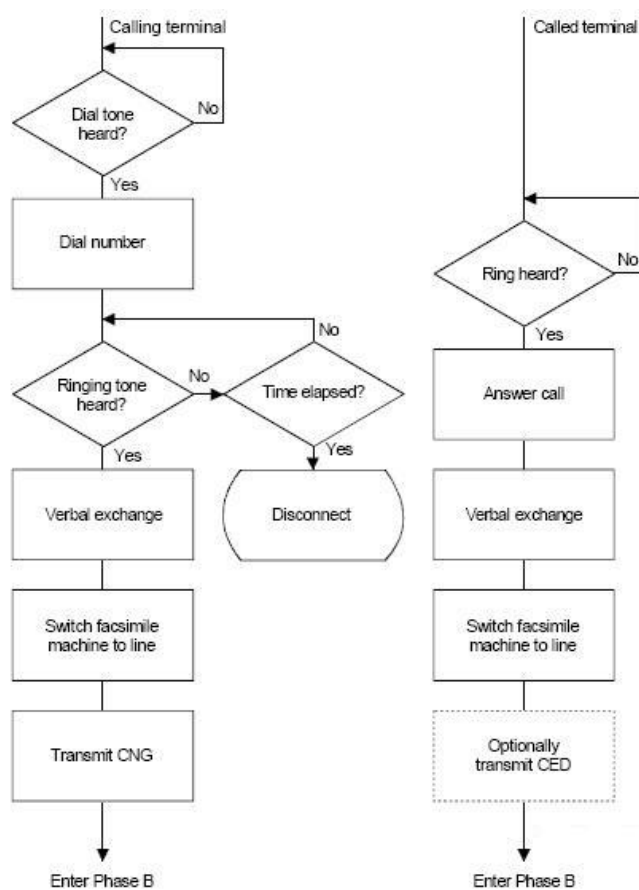 Calling terminal
Dial tone
heard?
No
Yes
Dial number
No
Ringing tone
heard?
No
Time elapsed?
Yes
Yes
Verbal exchange
Disconnect
Switch facsimile
machine to line
Transmit CNG
Enter Phase B
Called terminal
Ring heard?
No
Yes
Answer call
Verbal exchange
Switch facsimile
machine to line
Optionally
transmit CED
Enter Phase B